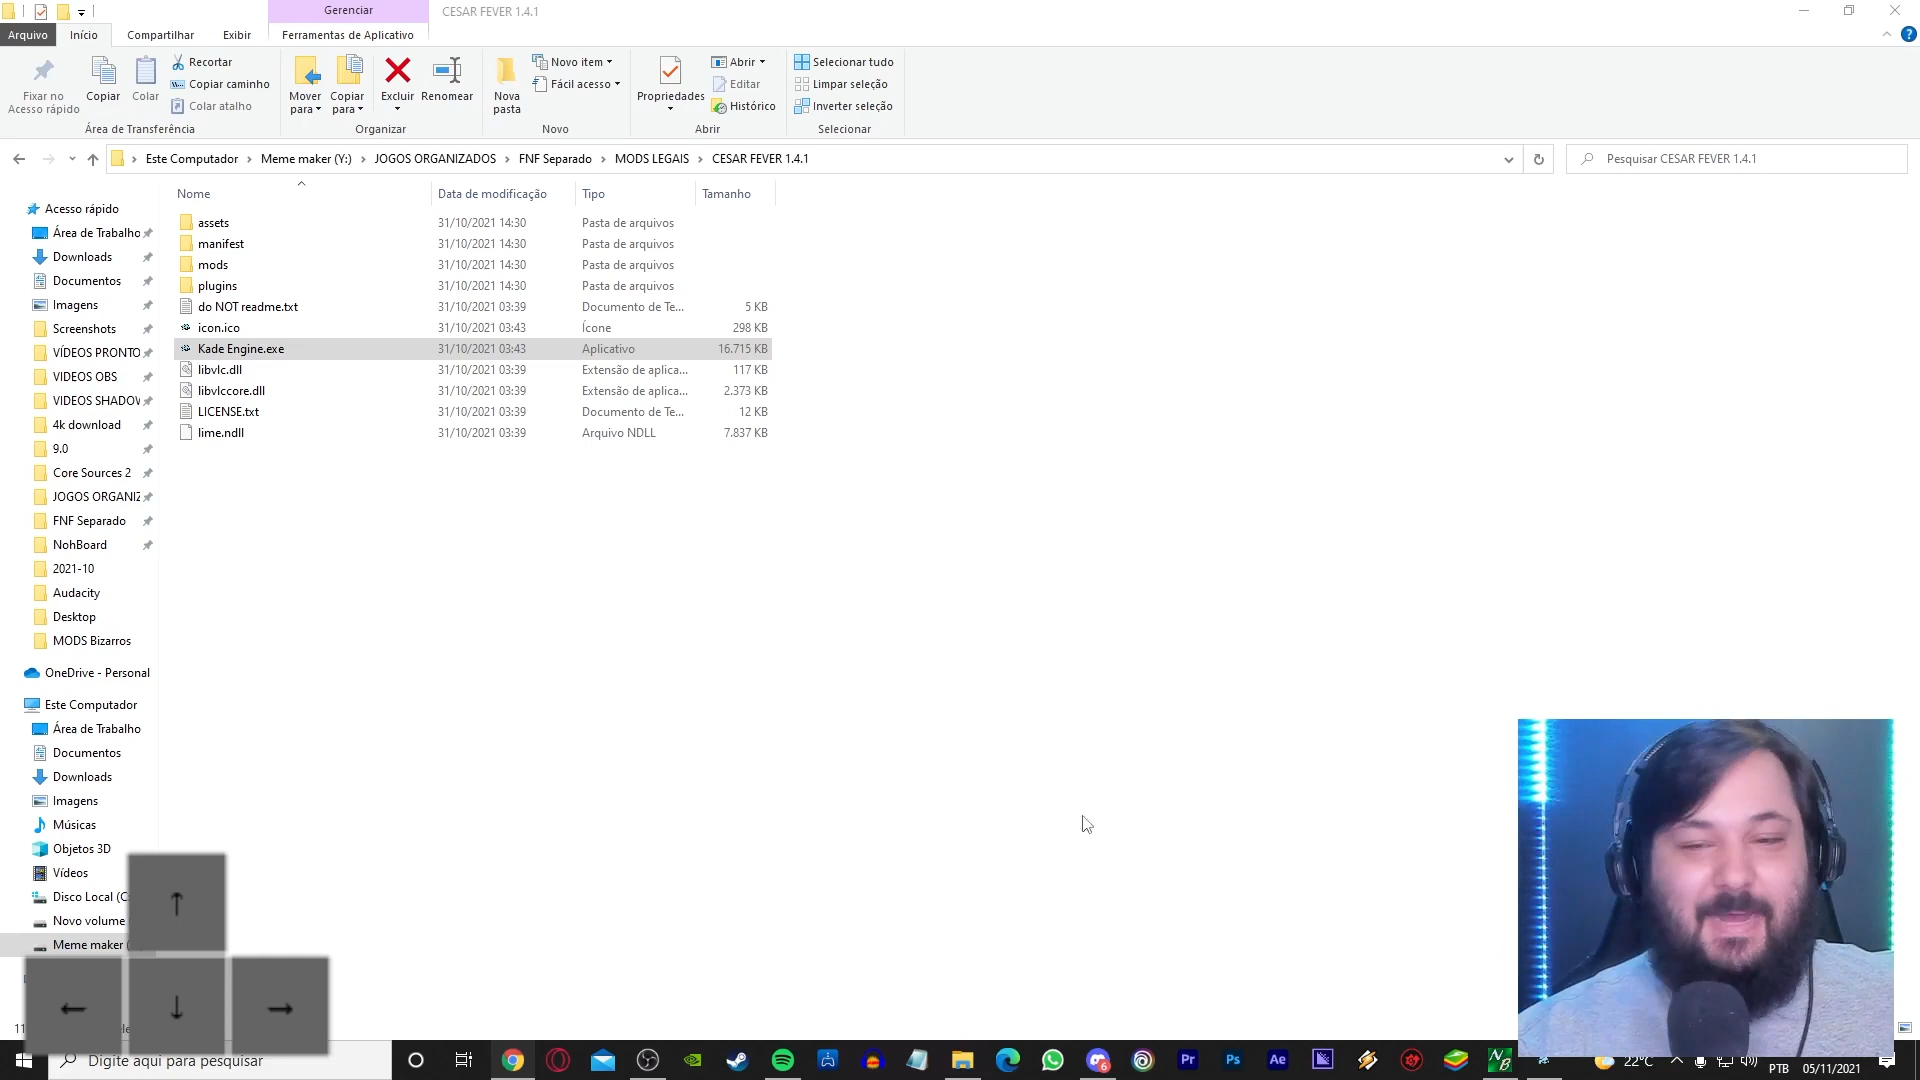 Gerenciar
CESAR FEVER 1.4.1
Arquivo
Início
Compartilhar
Exibir
Ferramentas de Aplicativo
Fixar no
Acesso rápido
Copiar
Colar
Recortar
Copiar caminho
Colar atalho
Área de Transferência
Mover
para
Copiar
para
Excluir
Renomear
Organizar
Nova
pasta
Novo item
Fácil acesso
Novo
Propriedades
Abrir
Editar
Histórico
Abrir
Selecionar tudo
Limpar seleção
Inverter seleção
Selecionar
Este Computador > Meme maker (Y:) > JOGOS ORGANIZADOS > FNF Separado > MODS LEGAIS > CESAR FEVER 1.4.1
Pesquisar CESAR FEVER 1.4.1
Nome Data de modificação Tipo Tamanho
assets 31/10/2021 14:30 Pasta de arquivos
manifest 31/10/2021 14:30 Pasta de arquivos
mods 31/10/2021 14:30 Pasta de arquivos
plugins 31/10/2021 14:30 Pasta de arquivos
do NOT readme.txt 31/10/2021 03:39 Documento de Te... 5 KB
icon.ico 31/10/2021 03:43 Ícone 298 KB
Kade Engine.exe 31/10/2021 03:43 Aplicativo 16.715 KB
libvlc.dll 31/10/2021 03:39 Extensão de aplica... 117 KB
libvlccore.dll 31/10/2021 03:39 Extensão de aplica... 2.373 KB
LICENSE.txt 31/10/2021 03:39 Documento de Te... 12 KB
lime.ndll 31/10/2021 03:39 Arquivo NDLL 7.837 KB
Acesso rápido
Área de Trabalho
Downloads
Documentos
Imagens
Screenshots
VÍDEOS PRONTO
VIDEOS OBS
VIDEOS SHADOW
4k download
9.0
Core Sources 2
JOGOS ORGANIZ
FNF Separado
NohBoard
2021-10
Audacity
Desktop
MODS Bizarros
OneDrive - Personal
Este Computador
Área de Trabalho
Documentos
Downloads
Imagens
Músicas
Objetos 3D
Vídeos
Disco Local (C
Novo volume
Meme maker (
11
↑
← ↓ →
Digite aqui para pesquisar
6
Pr
Ps
Ae
NB
22°C
PTB
05/11/2021